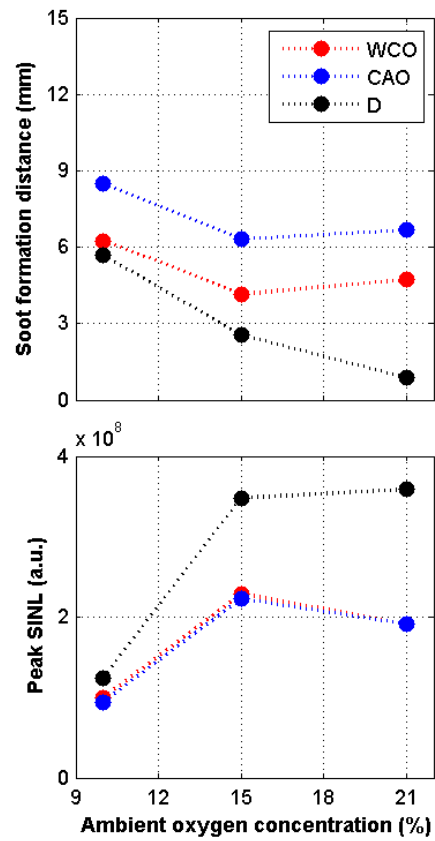 15
12
9
6
3
0
Soot formation distance (mm)
WCO
CAO
D
x 10^8
4
2
0
Peak SINL (a.u.)
9 12 15 18 21
Ambient oxygen concentration (%)